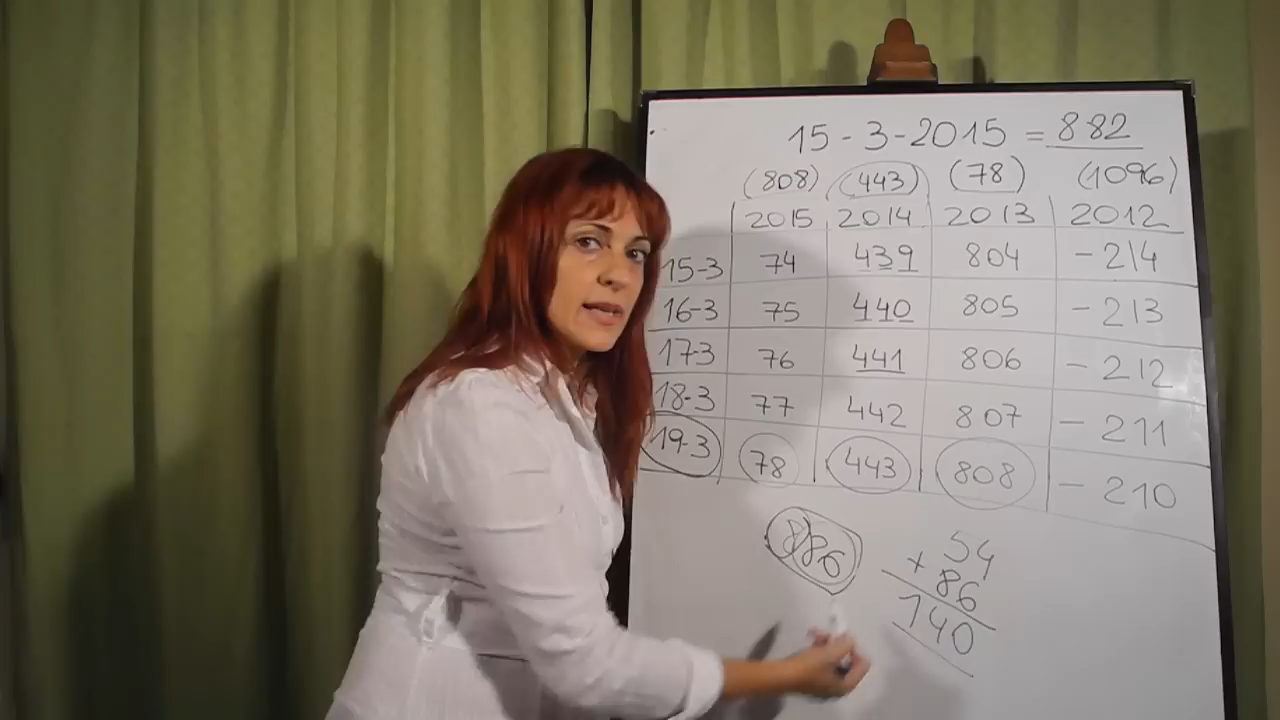 15-3-2015 = 882
(808) (443) (78) (1096)
2015 2014 2013 2012
15-3 74 439 804 -214
16-3 75 440 805 -213
17-3 76 441 806 -212
18-3 77 442 807 -211
19-3 78 443 808 -210
886
54
+ 86
140